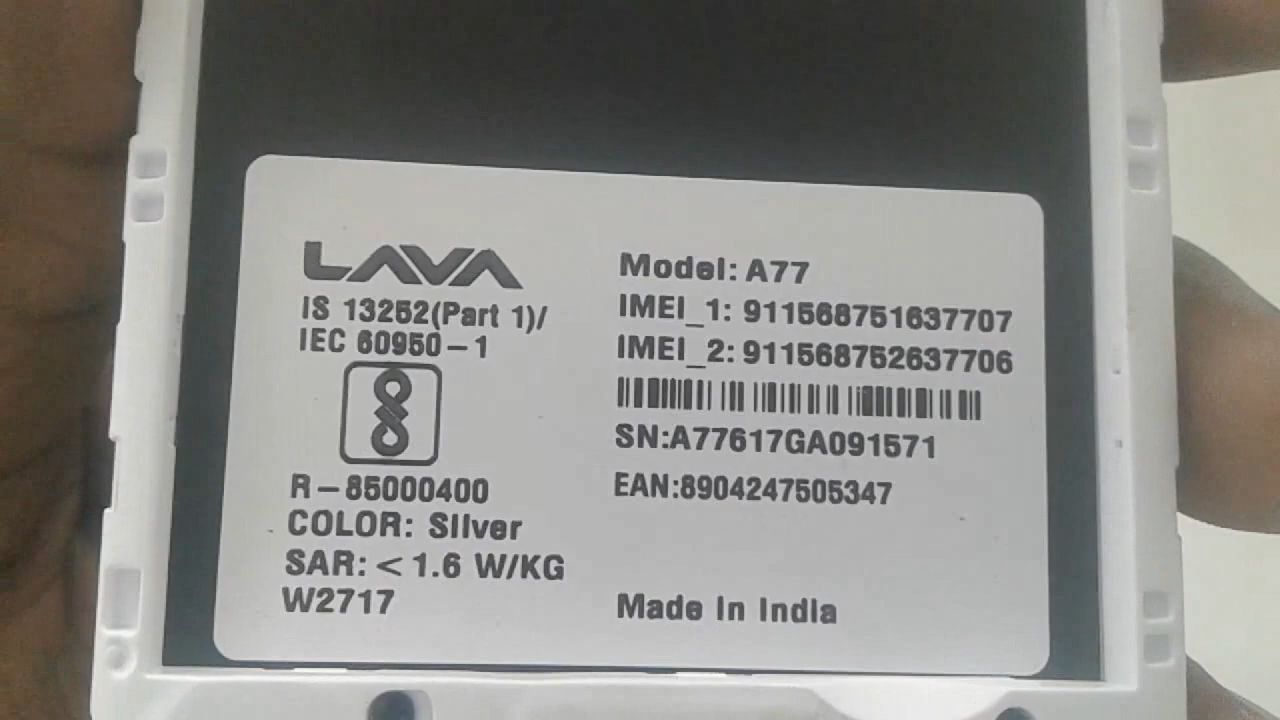 LAVA
IS 13252(Part 1)/
IEC 60950-1
R-85000400
COLOR: Silver
SAR: < 1.6 W/KG
W2717
Model: A77
IMEI_1: 911568751637707
IMEI_2: 911568752637706
SN:A77617GA091571
EAN:8904247505347
Made In India